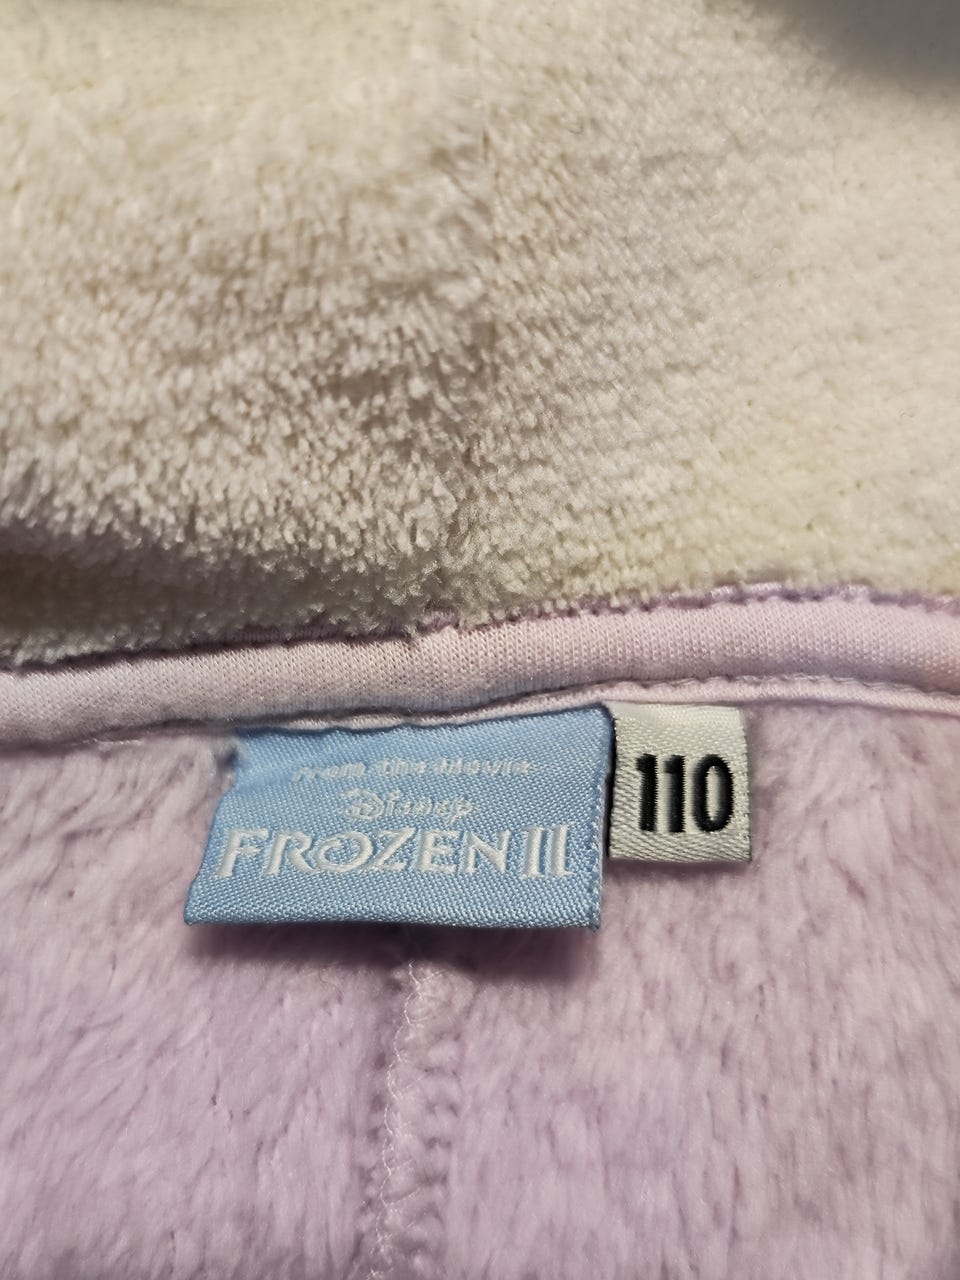 from the Movie
Disney
FROZEN II
110